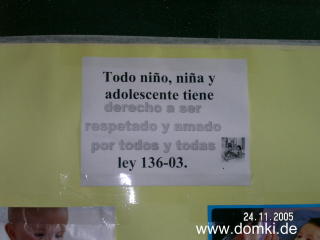 Todo niño, niña y
adolescente tiene
derecho a ser
respetado y amado
por todos y todas
ley 136-03.
24.11.2005
www.domki.de